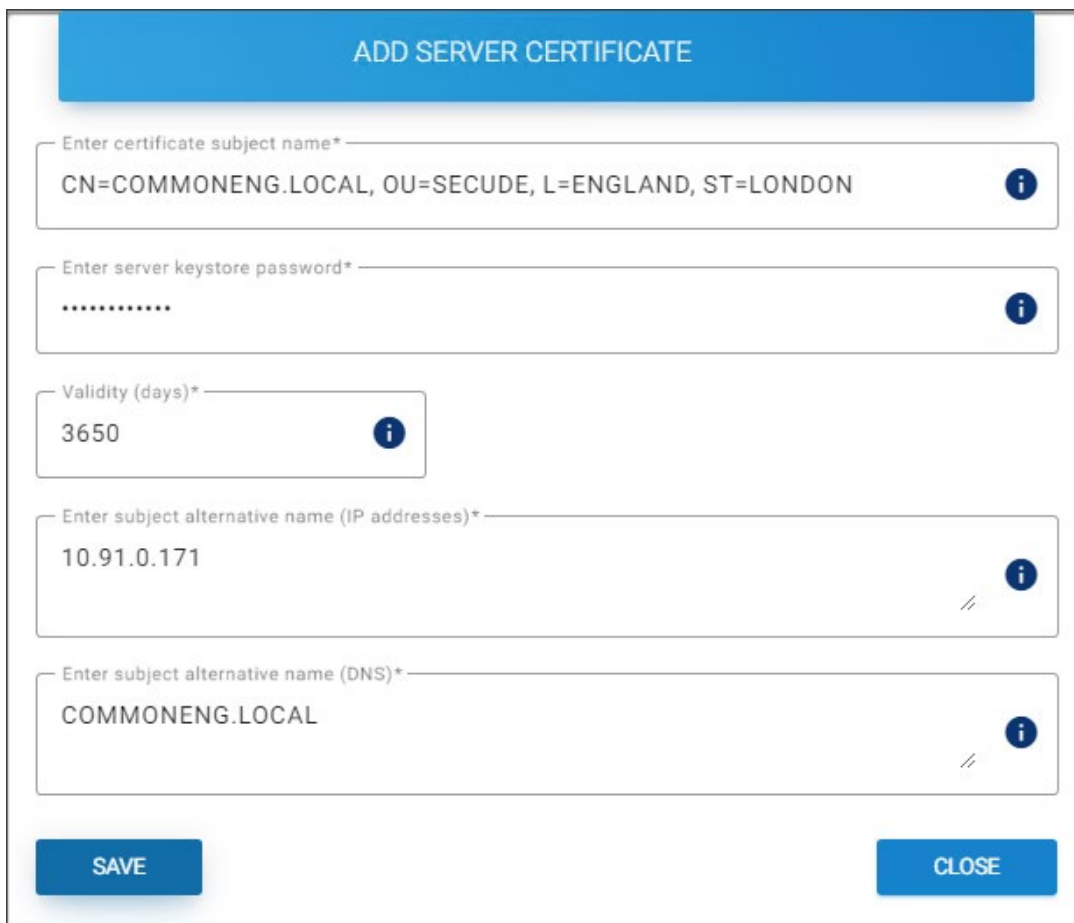 ADD SERVER CERTIFICATE
Enter certificate subject name*
CN=COMMONENG.LOCAL, OU=SECUDE, L=ENGLAND, ST=LONDON
Enter server keystore password*
••••••••••••
Validity (days)*
3650
Enter subject alternative name (IP addresses)*
10.91.0.171
Enter subject alternative name (DNS)*
COMMONENG.LOCAL
SAVE
CLOSE